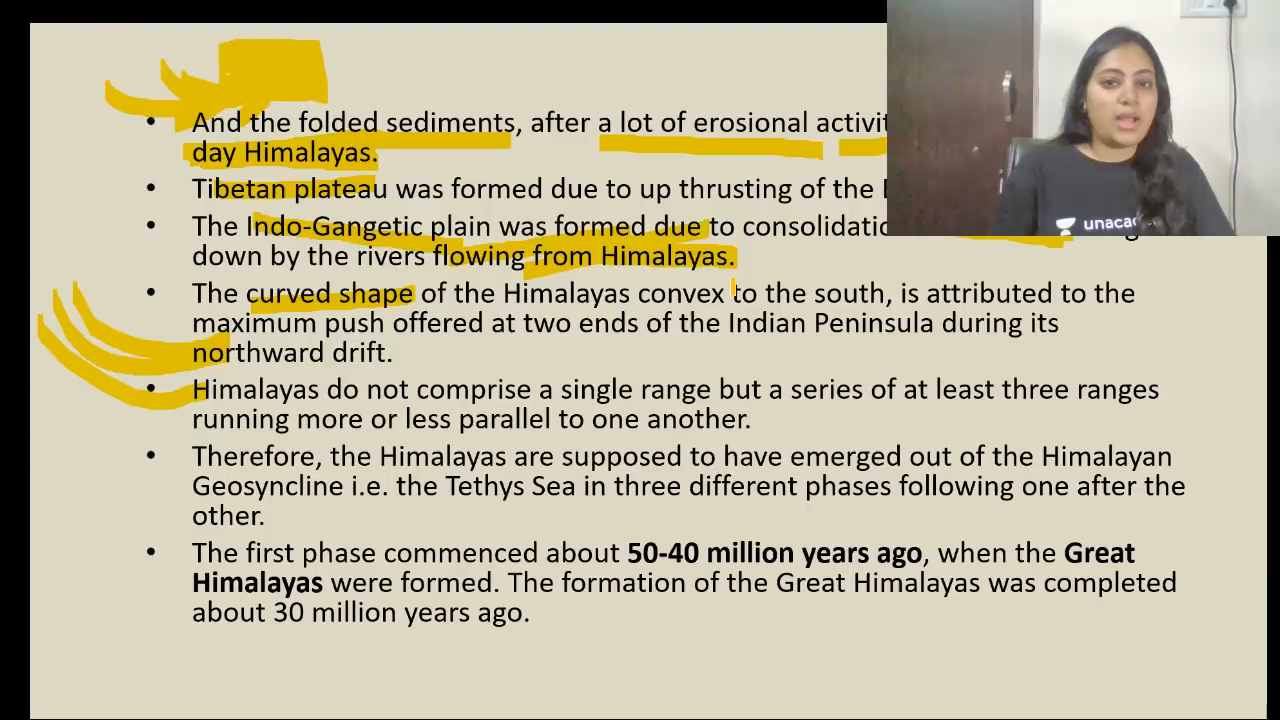 • And the folded sediments, after a lot of erosional
day Himalayas.
• Tibetan plateau was formed due to up thrusting of the
• The Indo-Gangetic plain was formed due to
down by the rivers flowing from Himalayas.
• The curved shape of the Himalayas convex to the south, is attributed to the
maximum push offered at two ends of the Indian Peninsula during its
northward drift.
• Himalayas do not comprise a single range but a series of at least three ranges
running more or less parallel to one another.
• Therefore, the Himalayas are supposed to have emerged out of the Himalayan
Geosyncline i.e. the Tethys Sea in three different phases following one after the
other.
• The first phase commenced about 50-40 million years ago, when the Great
Himalayas were formed. The formation of the Great Himalayas was completed
about 30 million years ago.